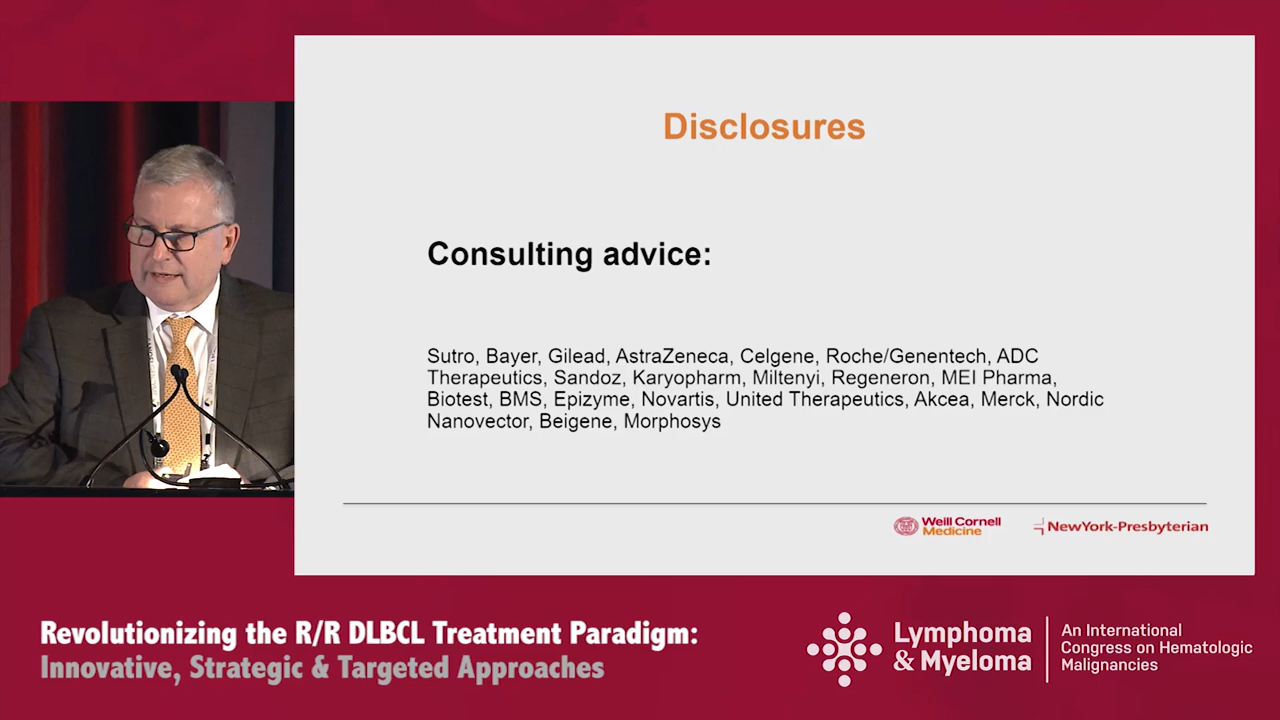 Disclosures
Consulting advice:
Sutro, Bayer, Gilead, AstraZeneca, Celgene, Roche/Genentech, ADC
Therapeutics, Sandoz, Karyopharm, Miltenyi, Regeneron, MEI Pharma,
Biotest, BMS, Epizyme, Novartis, United Therapeutics, Akcea, Merck, Nordic
Nanovector, Beigene, Morphosys
Weill Cornell
Medicine
NewYork-Presbyterian
Revolutionizing the R/R DLBCL Treatment Paradigm:
Innovative, Strategic & Targeted Approaches
Lymphoma
& Myeloma
An International
Congress on Hematologic
Malignancies